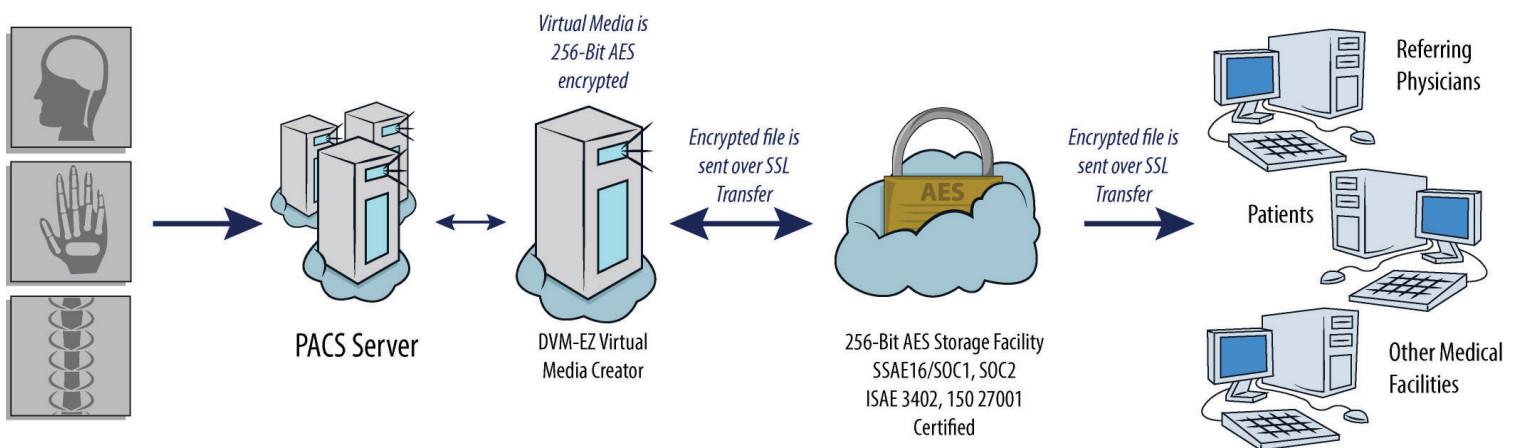 Virtual Media is
256-Bit AES
encrypted
PACS Server
DVM-EZ Virtual
Media Creator
Encrypted file is
sent over SSL
Transfer
AES
256-Bit AES Storage Facility
SSAE16/SOC1, SOC2
ISAE 3402, 150 27001
Certified
Encrypted file is
sent over SSL
Transfer
Referring
Physicians
Patients
Other Medical
Facilities